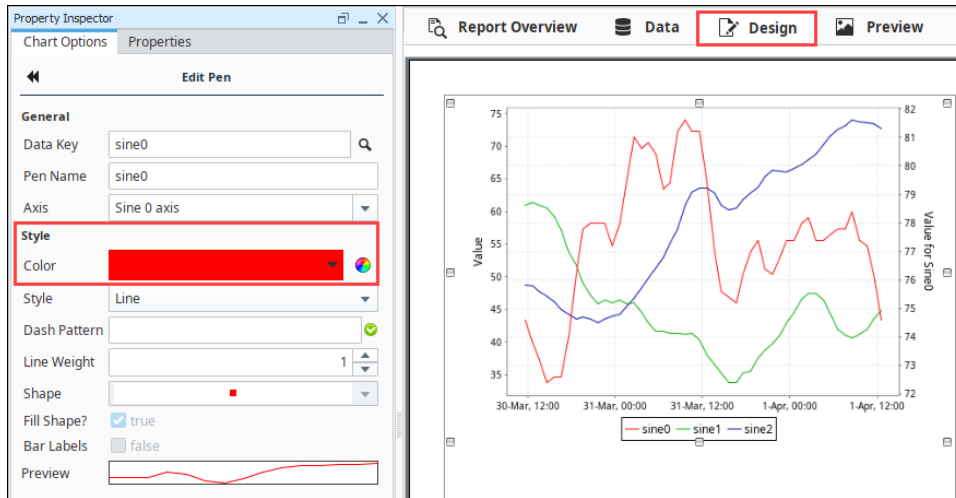 Property Inspector
Chart Options Properties
Edit Pen
General
Data Key sine0
Pen Name sine0
Axis Sine 0 axis
Style
Color
Style Line
Dash Pattern
Line Weight 1
Shape
Fill Shape? true
Bar Labels false
Preview
Report Overview Data Design Preview
75
70
65
60
55
50
45
40
35
Value
82
81
80
79
78
77
76
75
74
73
72
Value for Sine0
30-Mar, 12:00 31-Mar, 00:00 31-Mar, 12:00 1-Apr, 00:00 1-Apr, 12:00
sine0 sine1 sine2